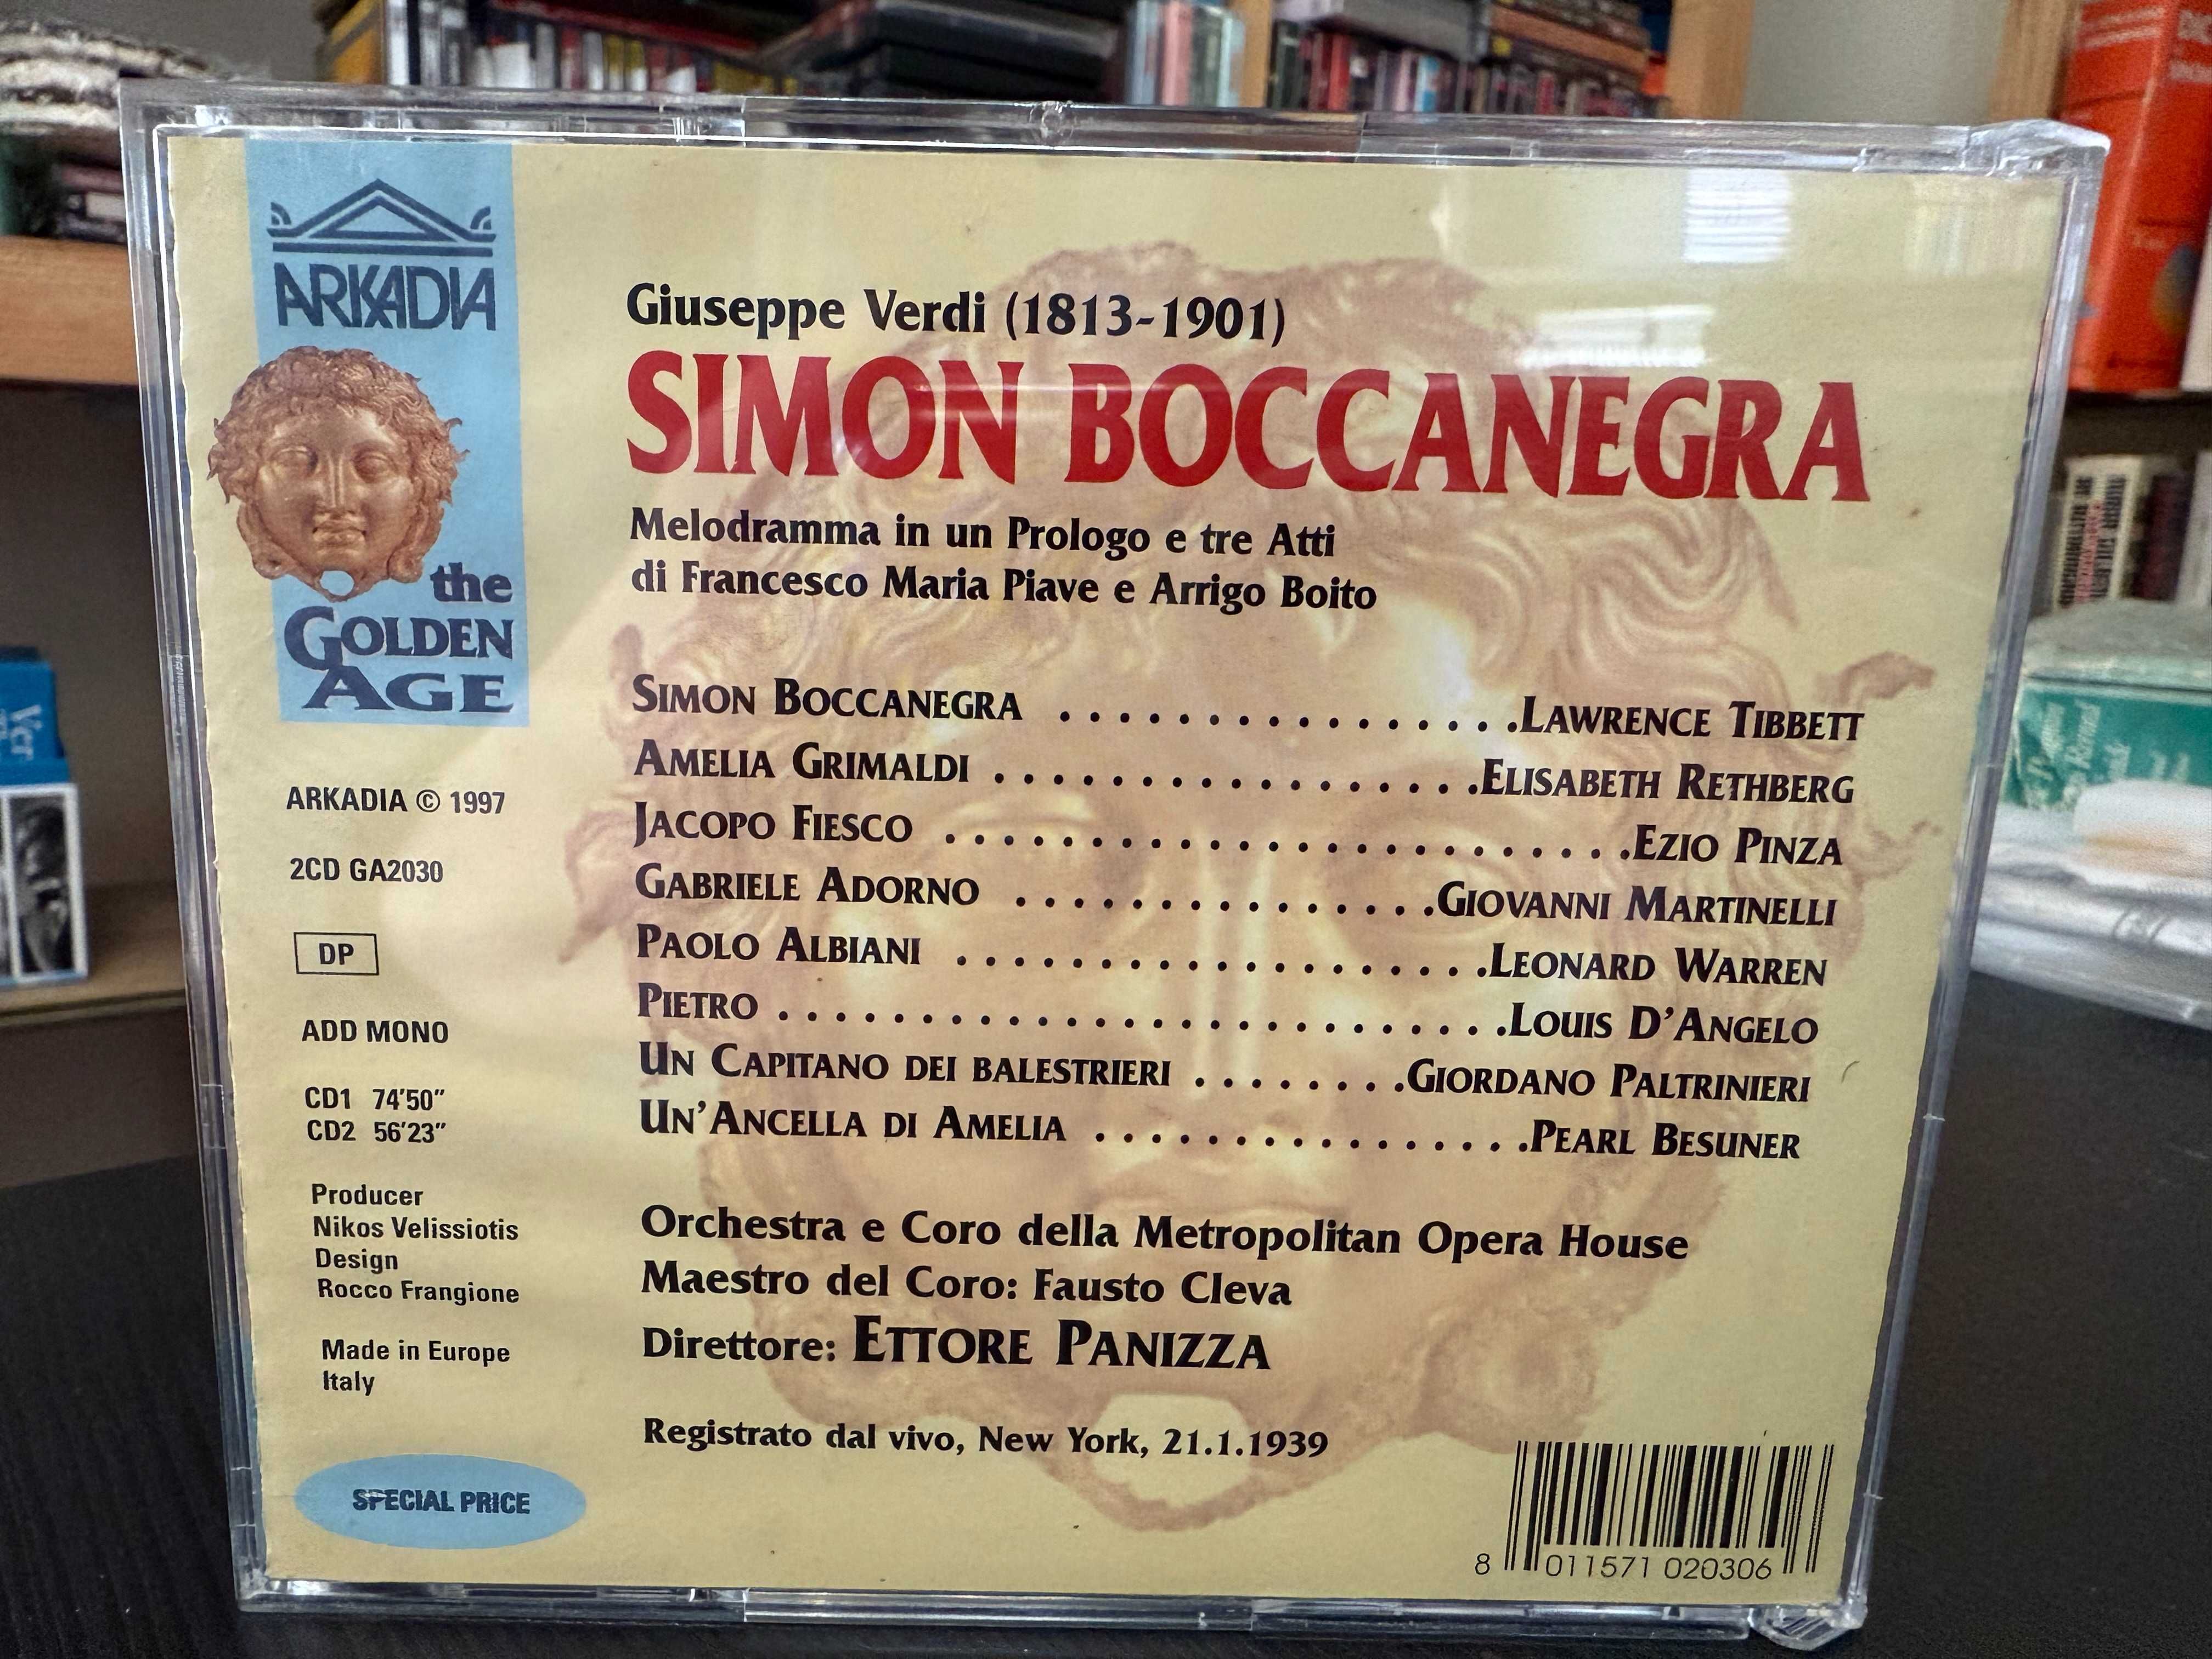 ARKADIA
the
GOLDEN
AGE
ARKADIA © 1997
2CD GA2030
DP
ADD MONO
CD1 74'50"
CD2 56'23"
Producer
Nikos Velissiotis
Design
Rocco Frangione
Made in Europe
Italy
SPECIAL PRICE
Giuseppe Verdi (1813-1901)
SIMON BOCCANEGRA
Melodramma in un Prologo e tre Atti
di Francesco Maria Piave e Arrigo Boito
SIMON BOCCANEGRA ................LAWRENCE TIBBETT
AMELIA GRIMALDI .................ELISABETH RETHBERG
JACOPO FIESCO ........................EZIO PINZA
GABRIELE ADORNO ...............GIOVANNI MARTINELLI
PAOLO ALBIANI ...................LEONARD WARREN
PIETRO ..........................LOUIS D'ANGELO
UN CAPITANO DEI BALESTRIERI ........GIORDANO PALTRINIERI
UN'ANCELLA DI AMELIA ................PEARL BESUNER
Orchestra e Coro della Metropolitan Opera House
Maestro del Coro: Fausto Cleva
Direttore: ETTORE PANIZZA
Registrato dal vivo, New York, 21.1.1939
8 011571 020306